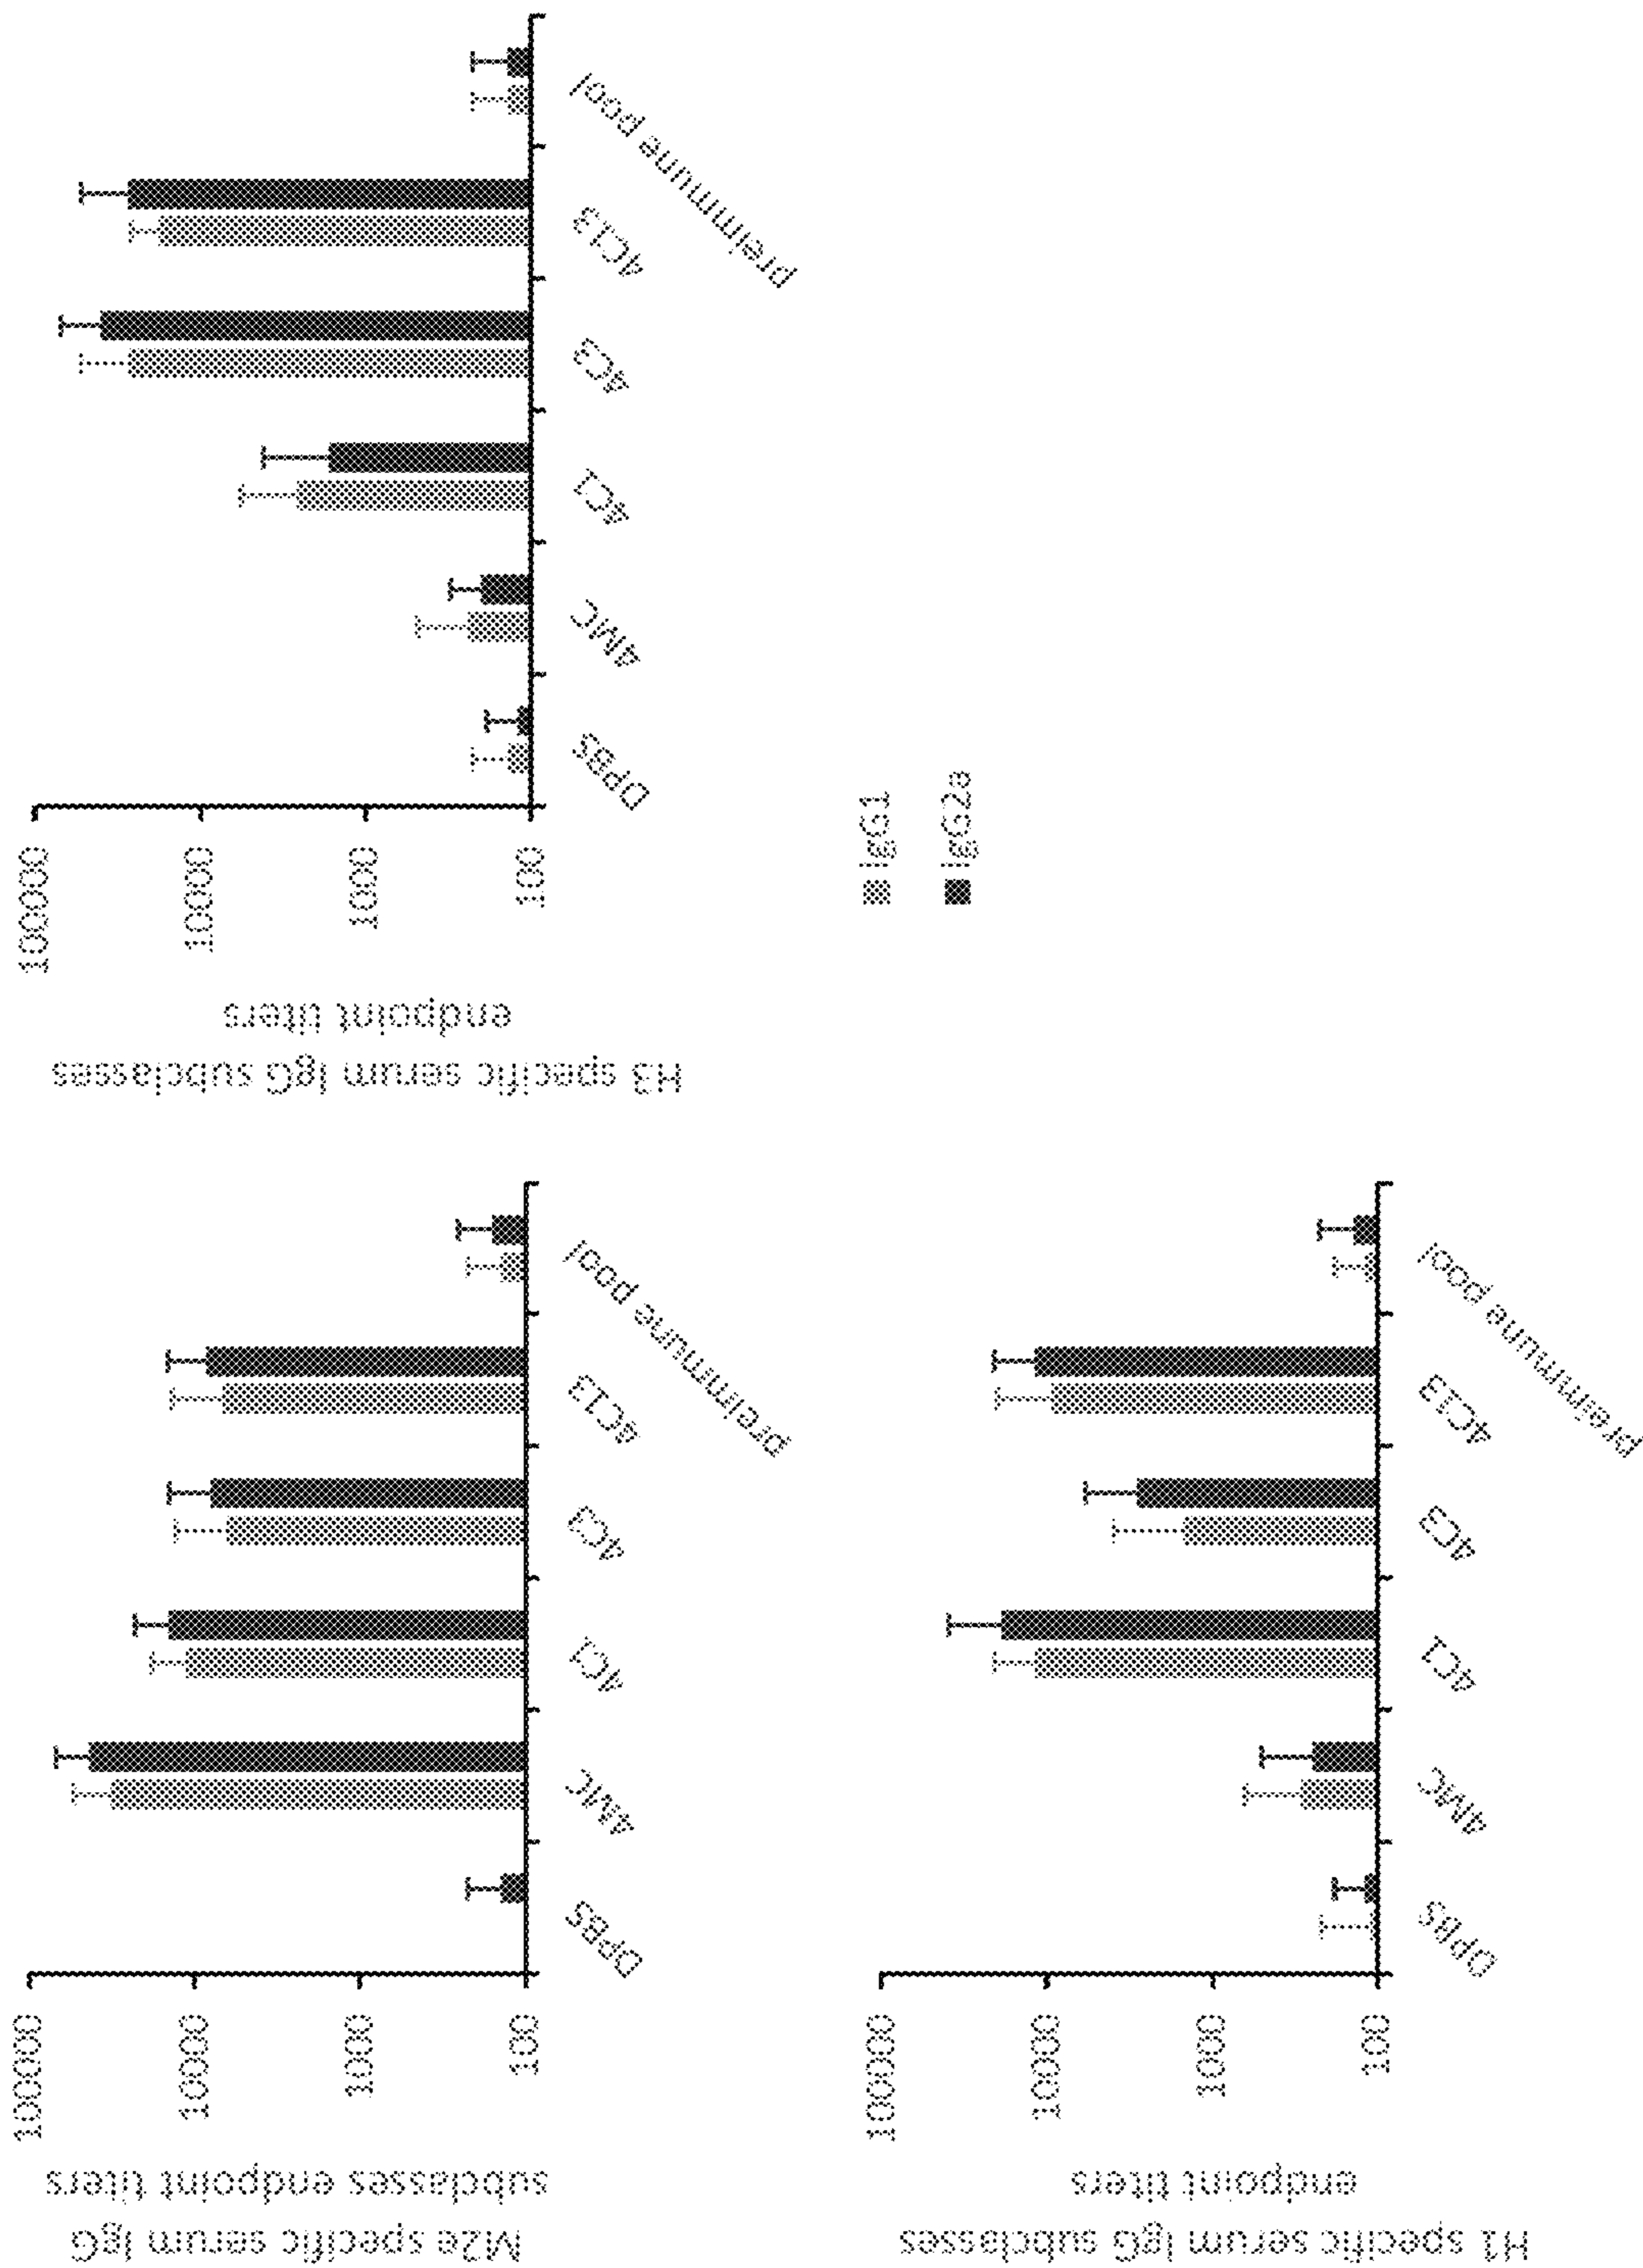 M2e specific serum IgG
subclasses endpoint titers
100000
10000
1000
100
DPBS
4MC
4C1
4C3
4C13
preimmune pool
H3 specific serum IgG subclasses
endpoint titers
100000
10000
1000
100
DPBS
4MC
4C1
4C3
4C13
preimmune pool
H1 specific serum IgG subclasses
endpoint titers
100000
10000
1000
100
DPBS
4MC
4C1
4C3
4C13
preimmune pool
IgG1
IgG2a